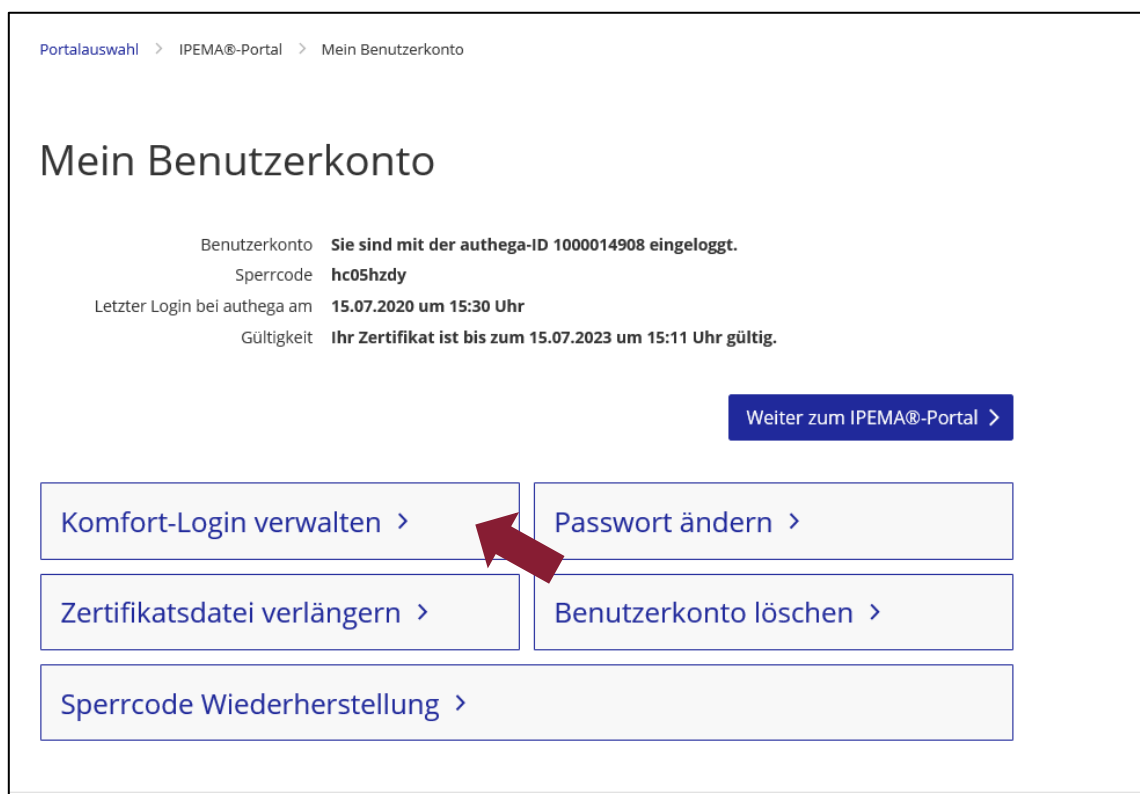 Portalauswahl > IPEMA®-Portal > Mein Benutzerkonto
Mein Benutzerkonto
Benutzerkonto Sie sind mit der authega-ID 1000014908 eingeloggt.
Sperrcode hc05hzdy
Letzter Login bei authega am 15.07.2020 um 15:30 Uhr
Gültigkeit Ihr Zertifikat ist bis zum 15.07.2023 um 15:11 Uhr gültig.
Weiter zum IPEMA®-Portal >
Komfort-Login verwalten > Passwort ändern >
Zertifikatsdatei verlängern > Benutzerkonto löschen >
Sperrcode Wiederherstellung >